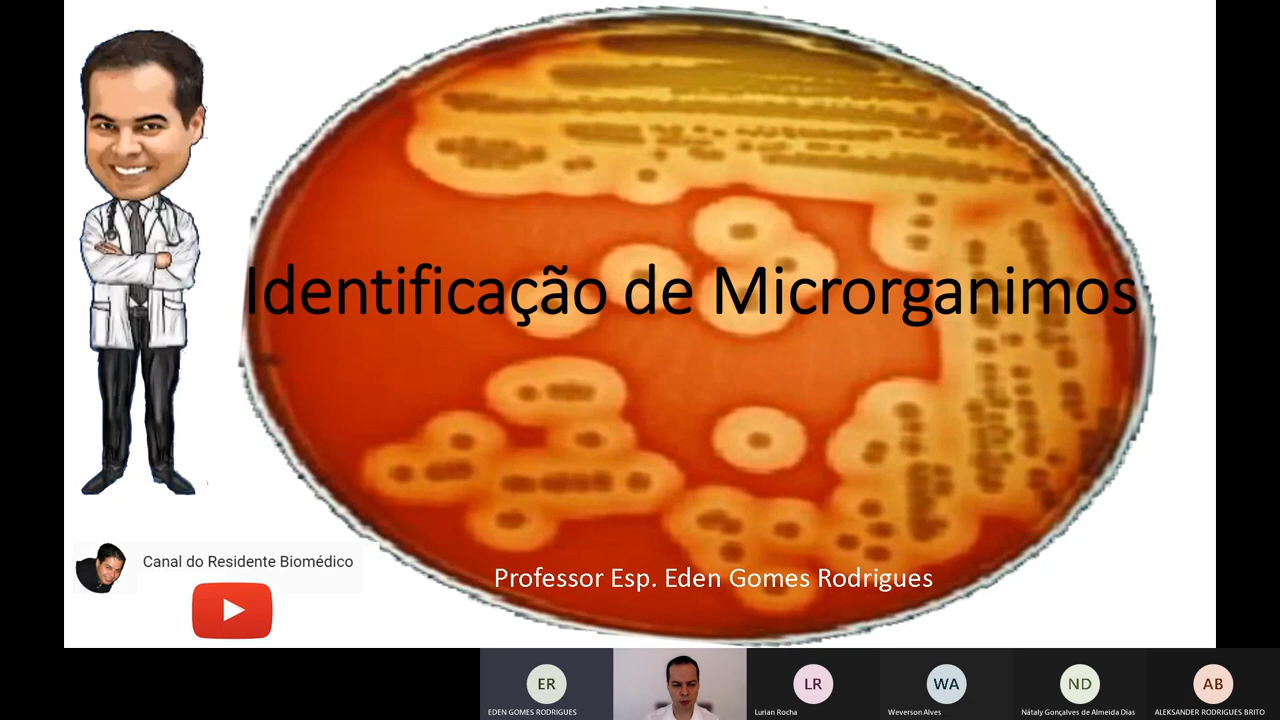 Identificação de Microrganimos
Canal do Residente Biomédico
Professor Esp. Eden Gomes Rodrigues
ER
LR
WA
ND
AB
EDEN GOMES RODRIGUES
Lurian Rocha
Weverson Alves
Nátaly Gonçalves de Almeida Dias
ALEKSANDER RODRIGUES BRITO